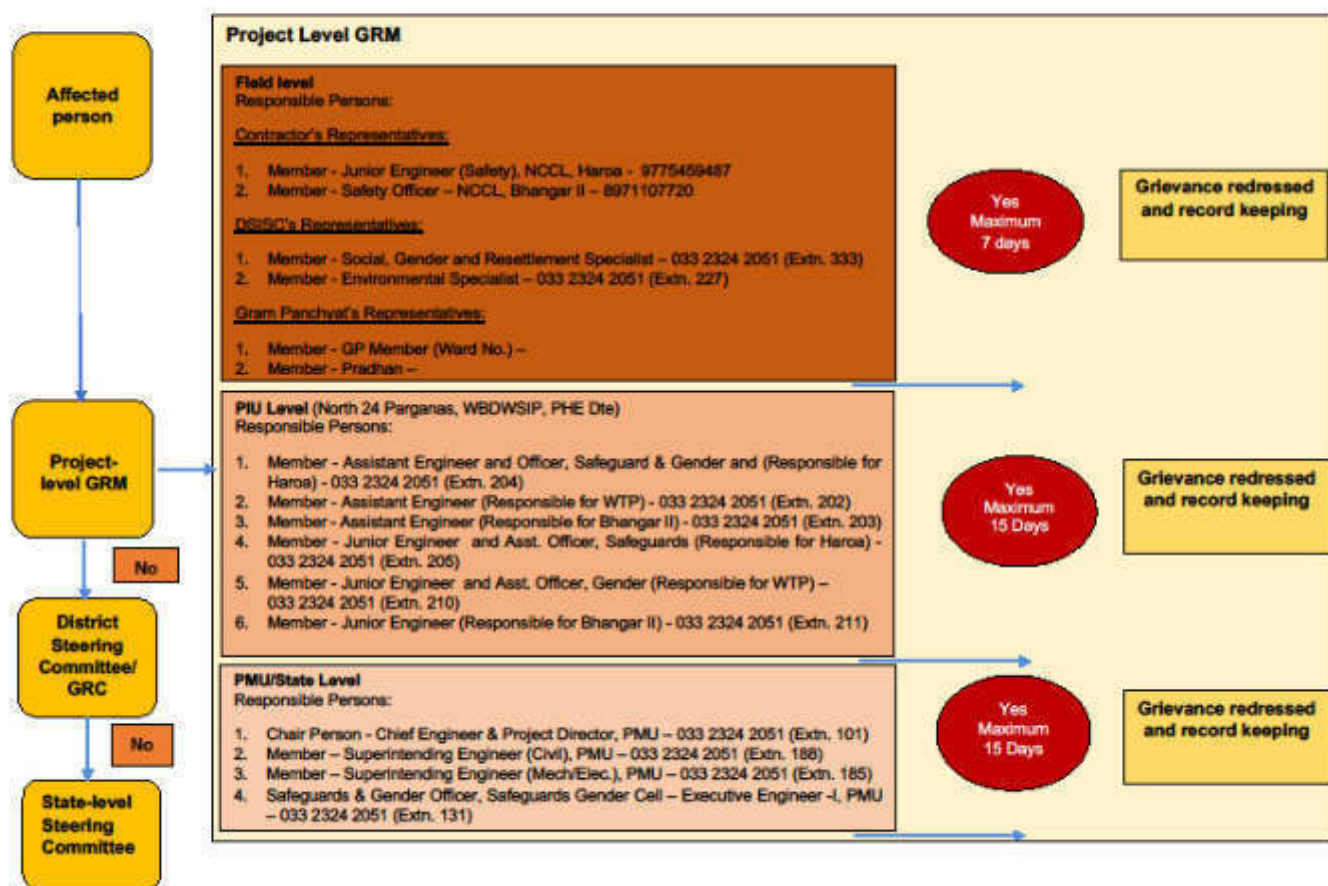 Affected
person
Project-
level GRM
No
District
Steering
Committee/
GRC
No
State-level
Steering
Committee
Project Level GRM
Field level
Responsible Persons:
Contractor's Representatives:
1. Member - Junior Engineer (Safety), NCCL, Haroa - 9775459487
2. Member - Safety Officer – NCCL, Bhangar II – 8971107720
DSISC's Representatives:
1. Member - Social, Gender and Resettlement Specialist – 033 2324 2051 (Extn. 333)
2. Member - Environmental Specialist – 033 2324 2051 (Extn. 227)
Gram Panchyat's Representatives:
1. Member - GP Member (Ward No.) –
2. Member - Pradhan –
Yes
Maximum
7 days
Grievance redressed
and record keeping
PIU Level (North 24 Parganas, WBDWSIP, PHE Dte)
Responsible Persons:
1. Member - Assistant Engineer and Officer, Safeguard & Gender and (Responsible for
Haroa) - 033 2324 2051 (Extn. 204)
2. Member - Assistant Engineer (Responsible for WTP) - 033 2324 2051 (Extn. 202)
3. Member - Assistant Engineer (Responsible for Bhangar II) - 033 2324 2051 (Extn. 203)
4. Member - Junior Engineer and Asst. Officer, Safeguards (Responsible for Haroa) -
033 2324 2051 (Extn. 205)
5. Member - Junior Engineer and Asst. Officer, Gender (Responsible for WTP) –
033 2324 2051 (Extn. 210)
6. Member - Junior Engineer (Responsible for Bhangar II) - 033 2324 2051 (Extn. 211)
Yes
Maximum
15 Days
Grievance redressed
and record keeping
PMU/State Level
Responsible Persons:
1. Chair Person - Chief Engineer & Project Director, PMU – 033 2324 2051 (Extn. 101)
2. Member – Superintending Engineer (Civil), PMU – 033 2324 2051 (Extn. 188)
3. Member – Superintending Engineer (Mech/Elec.), PMU – 033 2324 2051 (Extn. 185)
4. Safeguards & Gender Officer, Safeguards Gender Cell – Executive Engineer -I, PMU
– 033 2324 2051 (Extn. 131)
Yes
Maximum
15 Days
Grievance redressed
and record keeping